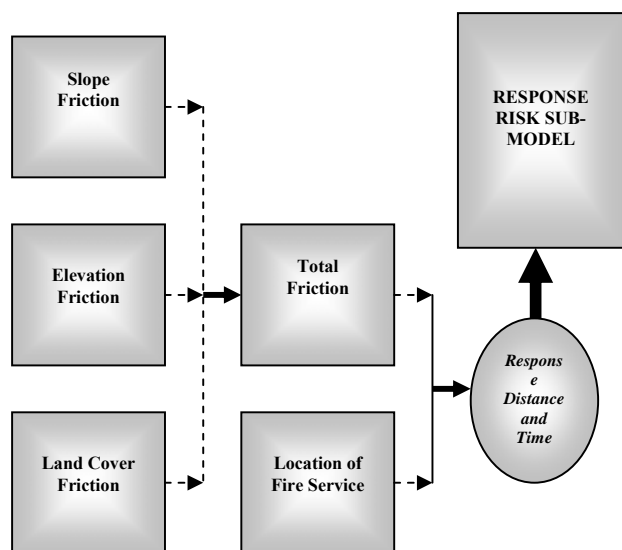 Slope
Friction
RESPONSE
RISK SUB-
MODEL
Elevation
Friction
Total
Friction
Respons
e
Distance
and
Time
Land Cover
Friction
Location of
Fire Service